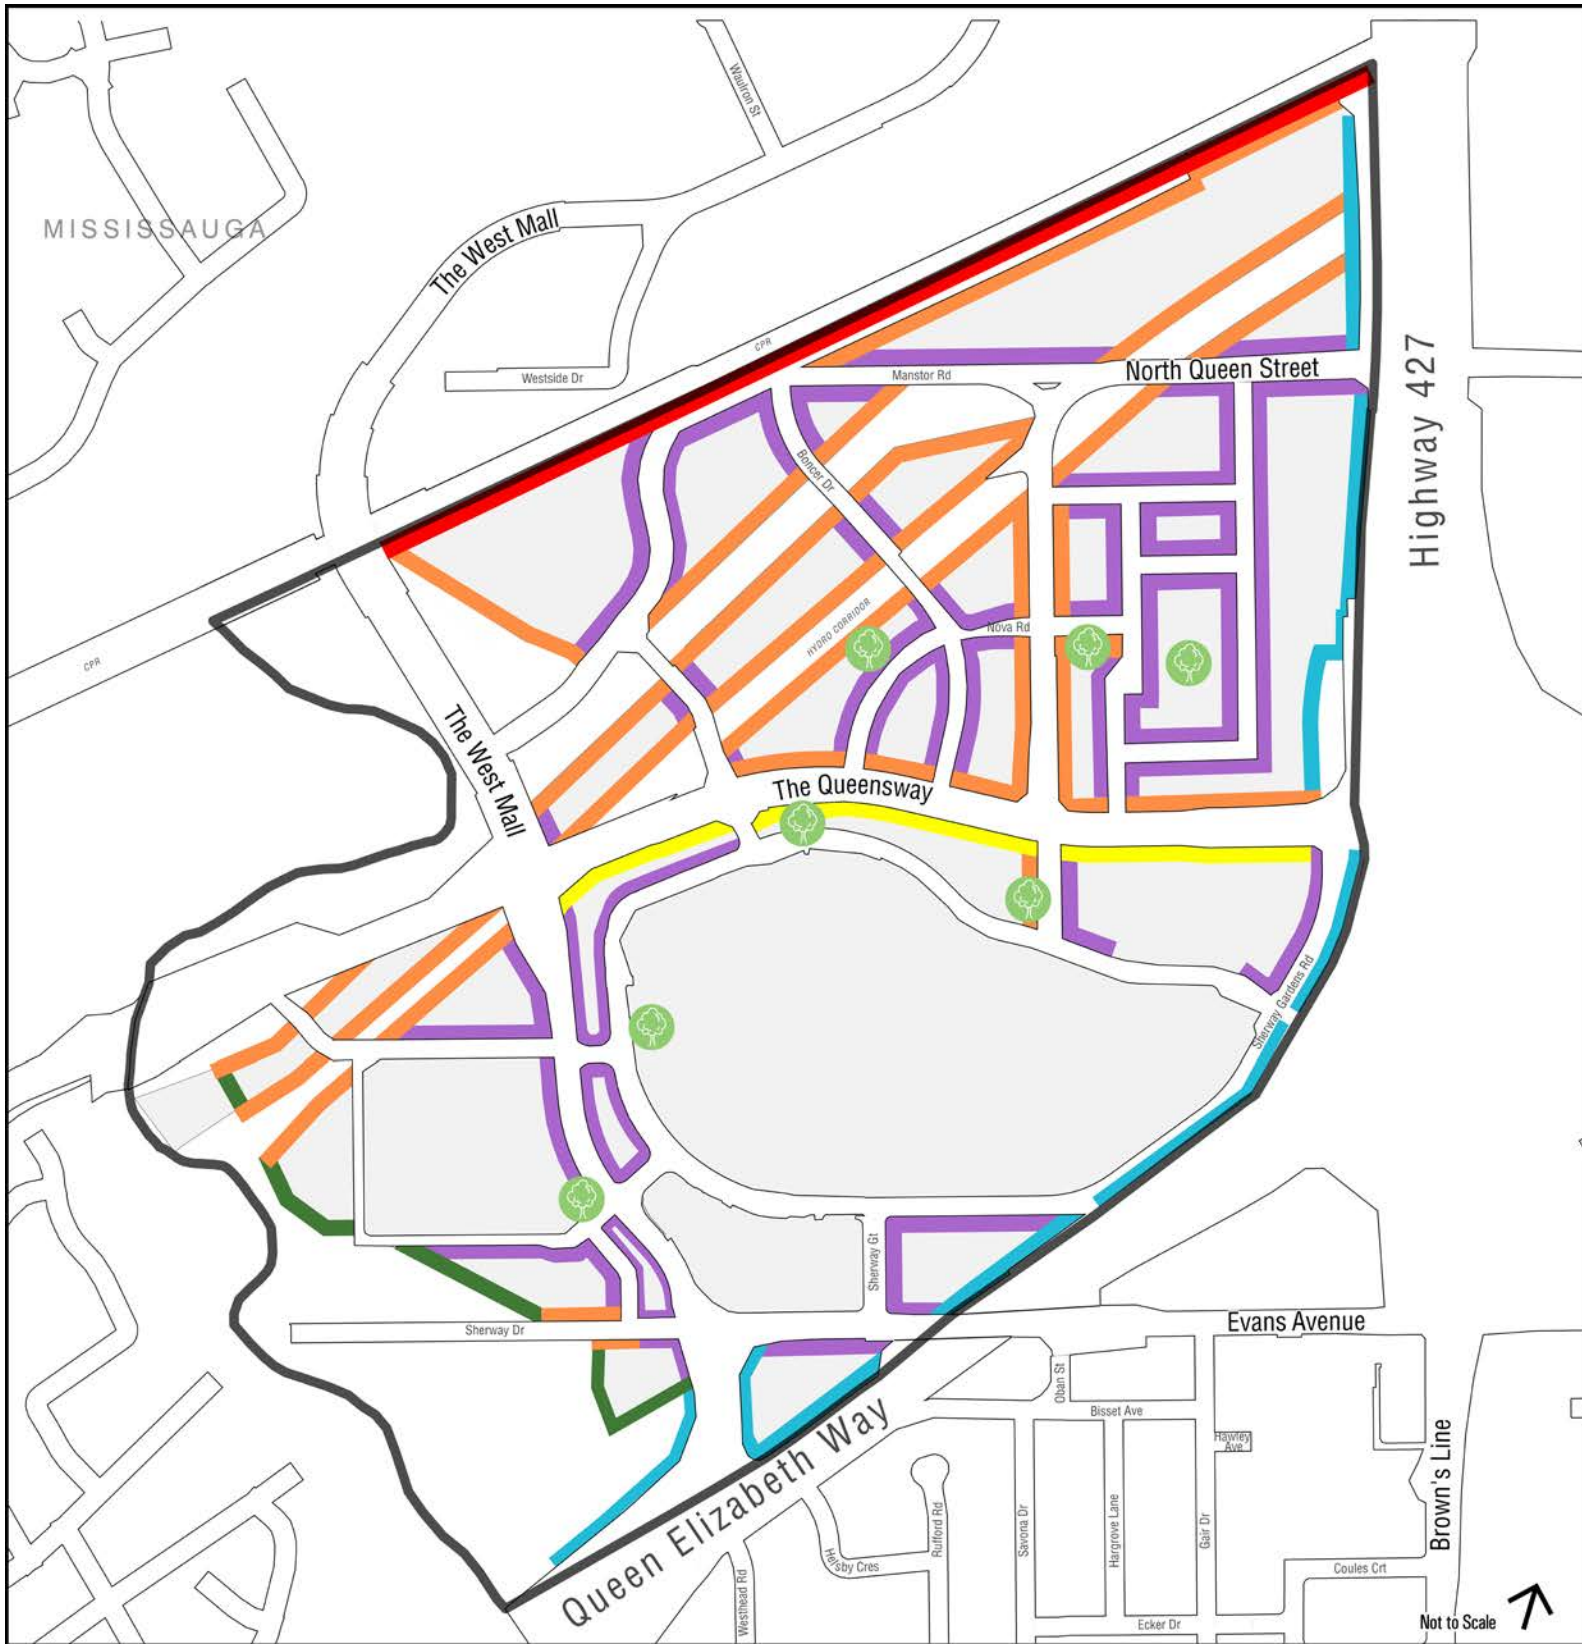 Waulron St
MISSISSAUGA
The West Mall
CPR
Westside Dr
Manstor Rd
North Queen Street
Highway 427
Boncer Dr
HYDRO CORRIDOR
Nova Rd
CPR
The West Mall
The Queensway
Sherway Gardens Rd
Sherway Gt
Sherway Dr
Evans Avenue
Oban St
Bisset Ave
Hawley
Ave
Queen Elizabeth Way
Brown's Line
Rufford Rd
Savona Dr
Hargrove Lane
Gair Dr
Helsby Cres
Coules Crt
Westhead Rd
Ecker Dr
Not to Scale